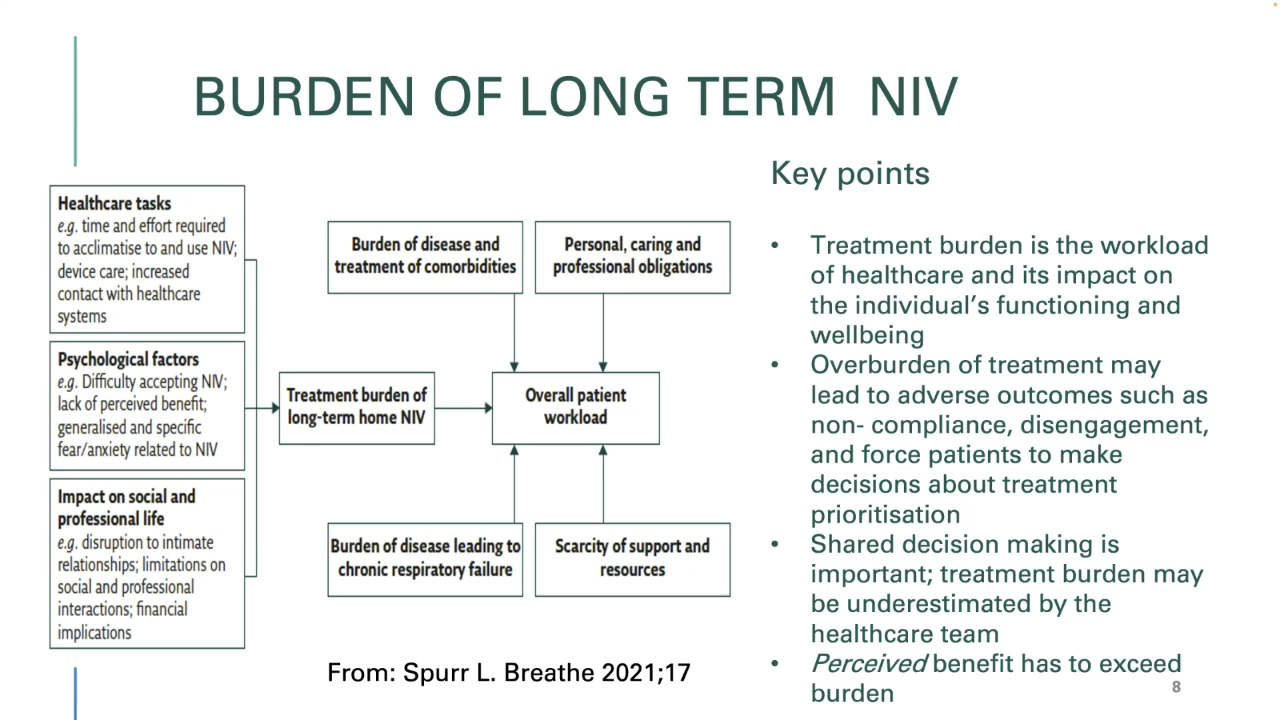 BURDEN OF LONG TERM NIV
Healthcare tasks
e.g. time and effort required
to acclimatise to and use NIV;
device care; increased
contact with healthcare
systems
Psychological factors
e.g. Difficulty accepting NIV;
lack of perceived benefit;
generalised and specific
fear/anxiety related to NIV
Impact on social and
professional life
e.g. disruption to intimate
relationships; limitations on
social and professional
interactions; financial
implications
Treatment burden of
long-term home NIV
Burden of disease and
treatment of comorbidities
Personal, caring and
professional obligations
Overall patient
workload
Burden of disease leading to
chronic respiratory failure
Scarcity of support and
resources
From: Spurr L. Breathe 2021;17
Key points
• Treatment burden is the workload
of healthcare and its impact on
the individual’s functioning and
wellbeing
• Overburden of treatment may
lead to adverse outcomes such as
non- compliance, disengagement,
and force patients to make
decisions about treatment
prioritisation
• Shared decision making is
important; treatment burden may
be underestimated by the
healthcare team
• Perceived benefit has to exceed
burden
8